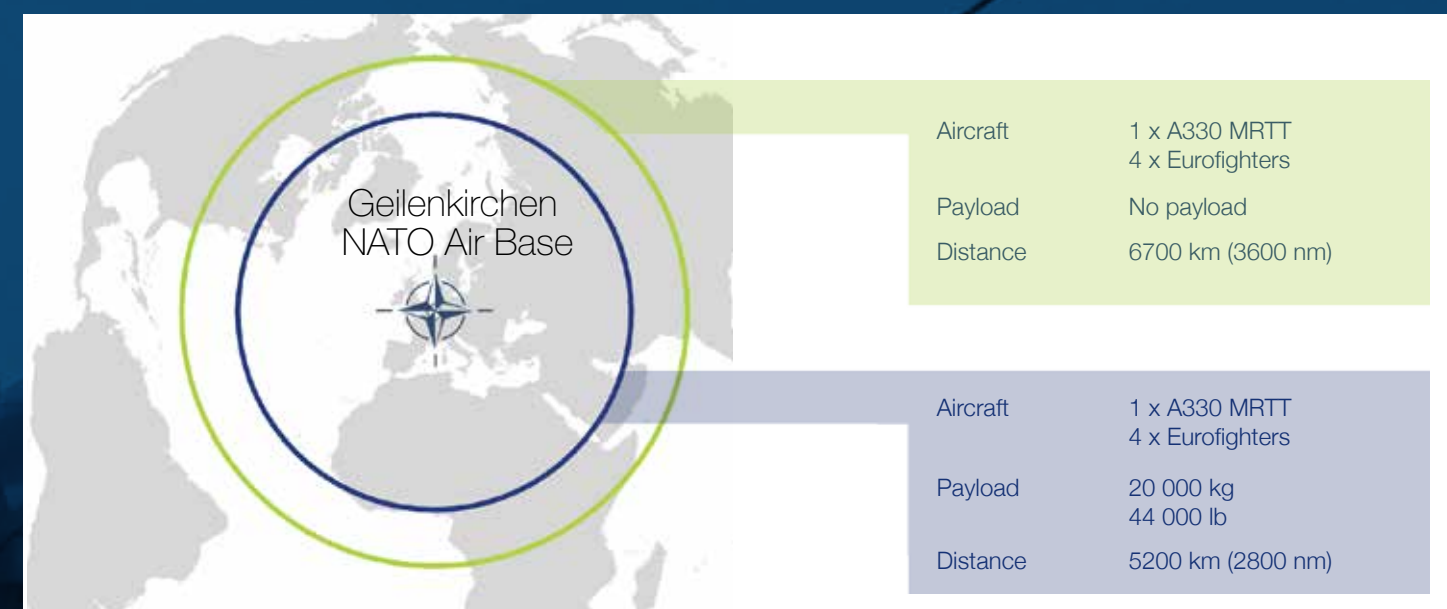 Geilenkirchen
NATO Air Base
Aircraft 1 x A330 MRTT
4 x Eurofighters
Payload No payload
Distance 6700 km (3600 nm)
Aircraft 1 x A330 MRTT
4 x Eurofighters
Payload 20 000 kg
44 000 lb
Distance 5200 km (2800 nm)